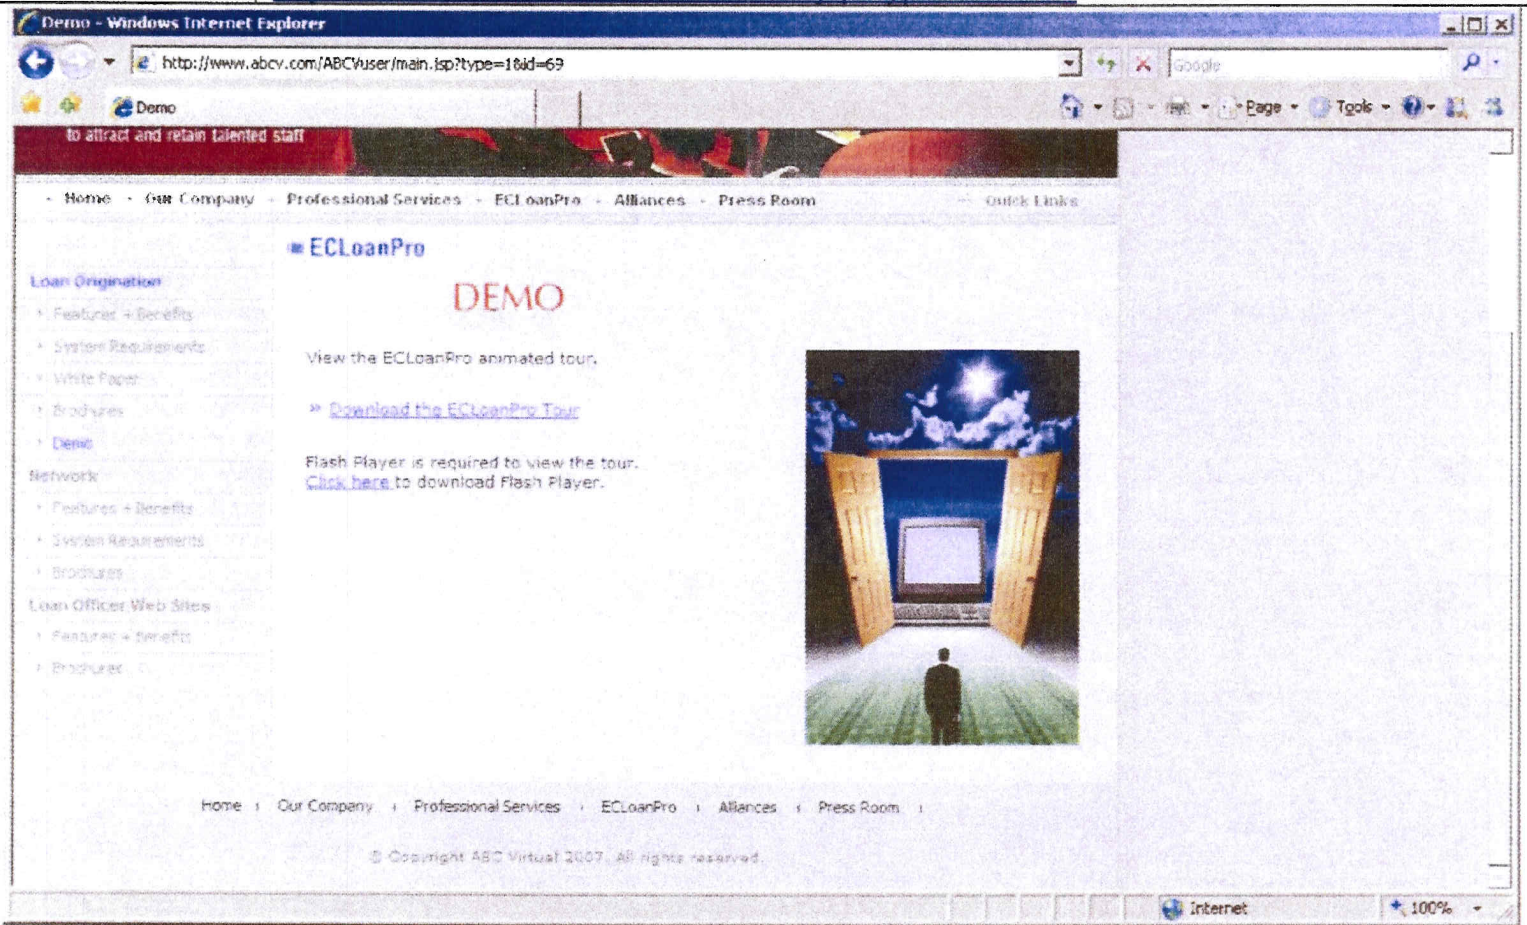 Demo - Windows Internet Explorer
http://www.abcv.com/ABCVuser/main.jsp?type=1&id=69
Google
Demo
Page
Tools
to attract and retain talented staff
- Home - Our Company - Professional Services - ECLoanPro - Alliances - Press Room
Quick Links
ECLoanPro
Loan Origination
Features + Benefits
System Requirements
White Paper
Brochures
Demo
Network
Features + Benefits
System Requirements
Brochures
Loan Officer Web Sites
Features + Benefits
Brochures
DEMO
View the ECLoanPro animated tour.
» Download the ECLoanPro Tour
Flash Player is required to view the tour.
Click here to download Flash Player.
Home Our Company Professional Services ECLoanPro Alliances Press Room
© Copyright ABC Virtual 2007. All rights reserved.
Internet
100%